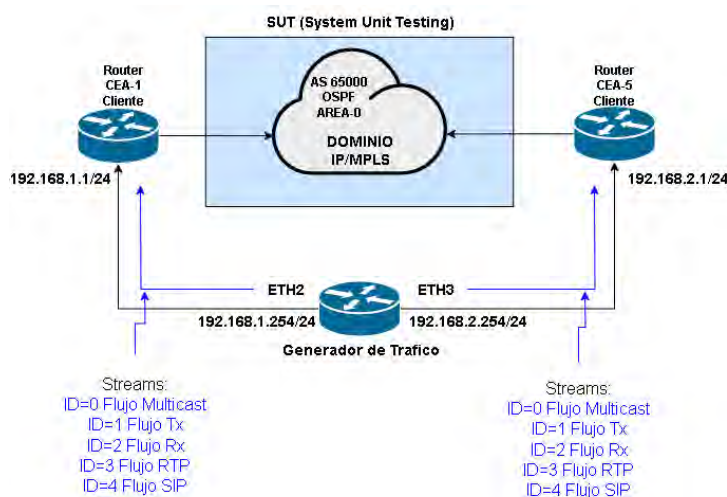 SUT (System Unit Testing)
Router
CEA-1
Cliente
AS 65000
OSPF
AREA-0
DOMINIO
IP/MPLS
Router
CEA-5
Cliente
192.168.1.1/24
192.168.2.1/24
ETH2
ETH3
192.168.1.254/24
192.168.2.254/24
Generador de Trafico
Streams:
ID=0 Flujo Multicast
ID=1 Flujo Tx
ID=2 Flujo Rx
ID=3 Flujo RTP
ID=4 Flujo SIP
Streams:
ID=0 Flujo Multicast
ID=1 Flujo Tx
ID=2 Flujo Rx
ID=3 Flujo RTP
ID=4 Flujo SIP